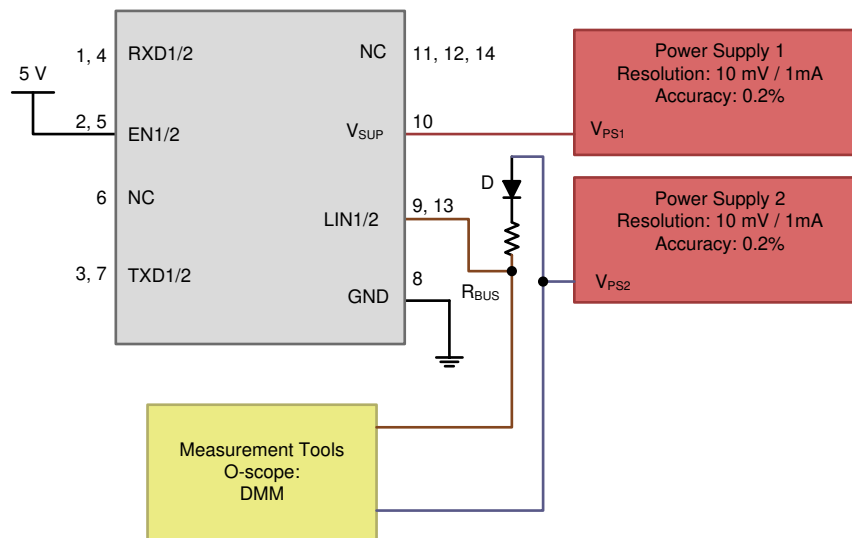 5 V
1, 4
RXD1/2
2, 5
EN1/2
6
NC
3, 7
TXD1/2
NC
11, 12, 14
VSUP
10
LIN1/2
9, 13
GND
8
D
RBUS
Power Supply 1
Resolution: 10 mV / 1mA
Accuracy: 0.2%
VPS1
Power Supply 2
Resolution: 10 mV / 1mA
Accuracy: 0.2%
VPS2
Measurement Tools
O-scope:
DMM